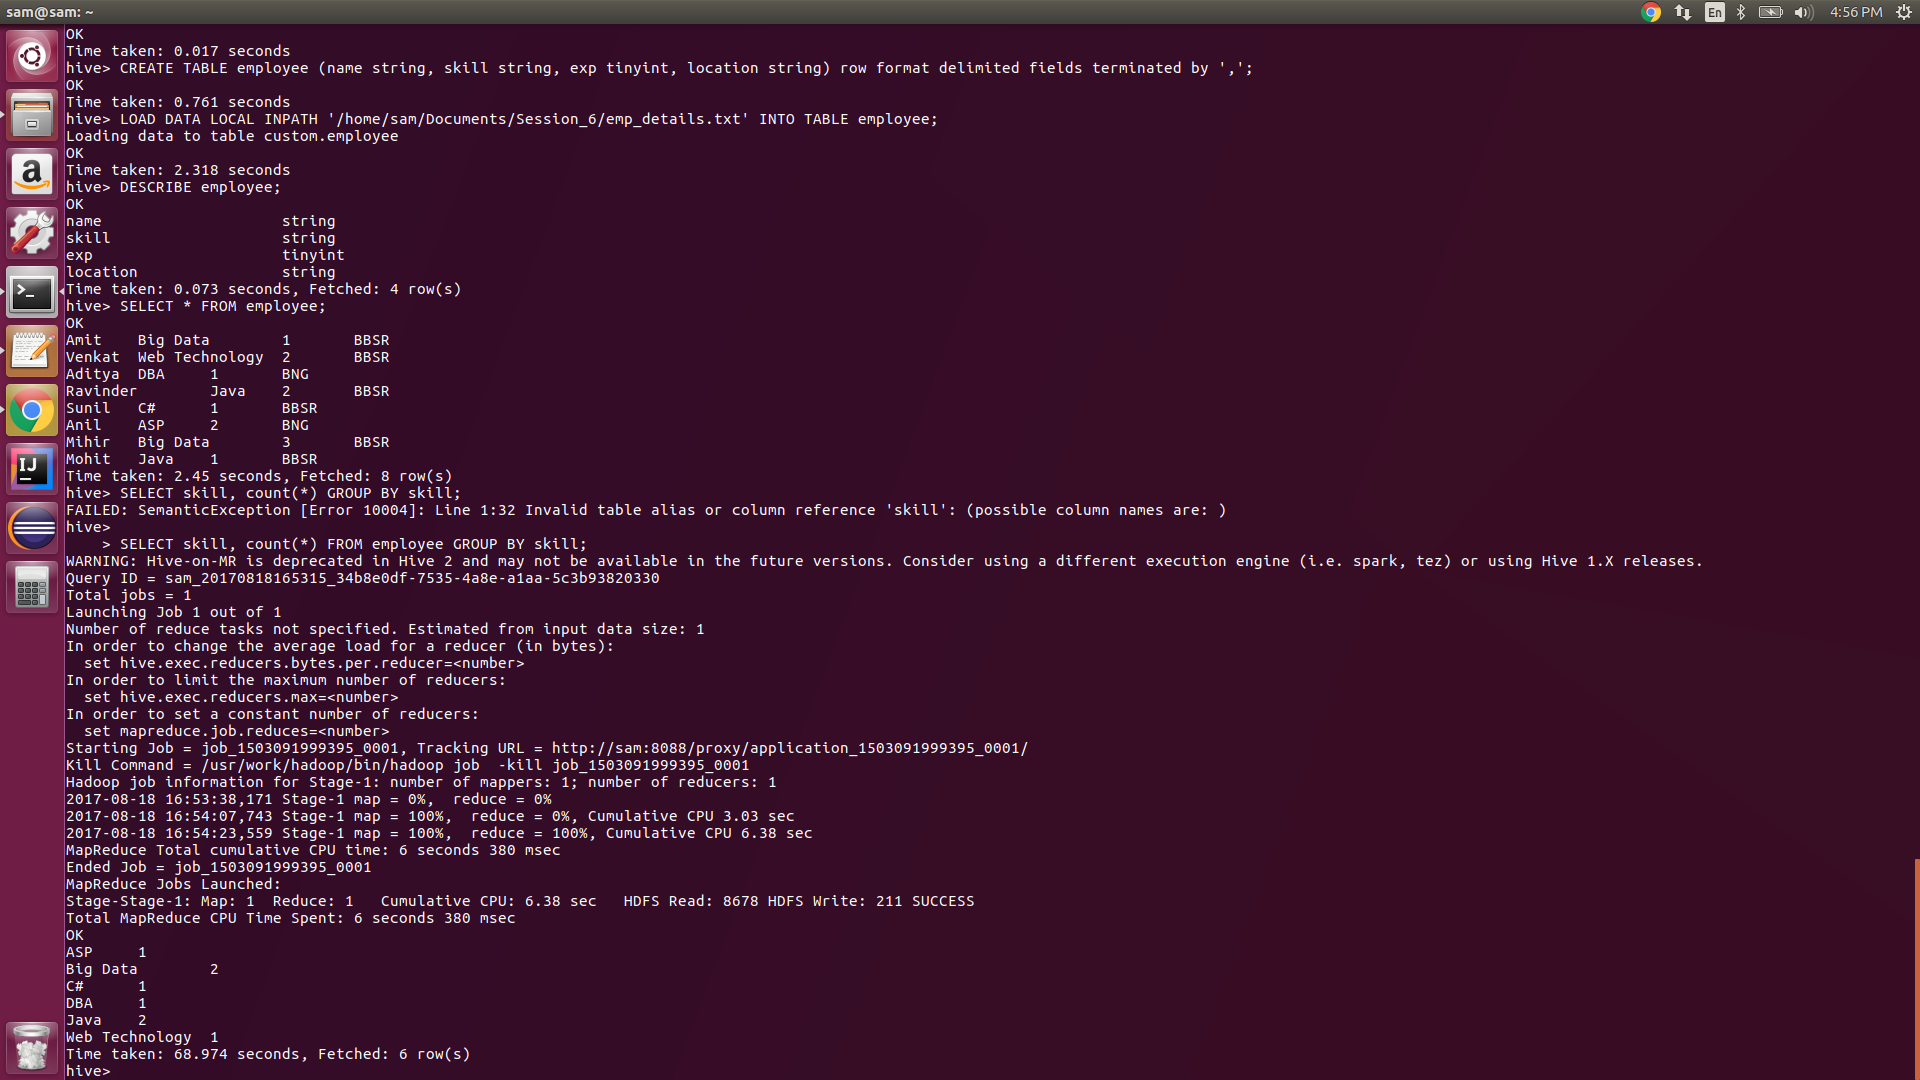 sam@sam: ~
En
4:56 PM
OK
Time taken: 0.017 seconds
hive> CREATE TABLE employee (name string, skill string, exp tinyint, location string) row format delimited fields terminated by ',';
OK
Time taken: 0.761 seconds
hive> LOAD DATA LOCAL INPATH '/home/sam/Documents/Session_6/emp_details.txt' INTO TABLE employee;
Loading data to table custom.employee
OK
Time taken: 2.318 seconds
hive> DESCRIBE employee;
OK
name                    string
skill                   string
exp                     tinyint
location                string
Time taken: 0.073 seconds, Fetched: 4 row(s)
hive> SELECT * FROM employee;
OK
Amit    Big Data        1       BBSR
Venkat  Web Technology  2       BBSR
Aditya  DBA     1       BNG
Ravinder        Java    2       BBSR
Sunil   C#      1       BBSR
Anil    ASP     2       BNG
Mihir   Big Data        3       BBSR
Mohit   Java    1       BBSR
Time taken: 2.45 seconds, Fetched: 8 row(s)
hive> SELECT skill, count(*) GROUP BY skill;
FAILED: SemanticException [Error 10004]: Line 1:32 Invalid table alias or column reference 'skill': (possible column names are: )
hive>
    > SELECT skill, count(*) FROM employee GROUP BY skill;
WARNING: Hive-on-MR is deprecated in Hive 2 and may not be available in the future versions. Consider using a different execution engine (i.e. spark, tez) or using Hive 1.X releases.
Query ID = sam_20170818165315_34b8e0df-7535-4a8e-a1aa-5c3b93820330
Total jobs = 1
Launching Job 1 out of 1
Number of reduce tasks not specified. Estimated from input data size: 1
In order to change the average load for a reducer (in bytes):
  set hive.exec.reducers.bytes.per.reducer=<number>
In order to limit the maximum number of reducers:
  set hive.exec.reducers.max=<number>
In order to set a constant number of reducers:
  set mapreduce.job.reduces=<number>
Starting Job = job_1503091999395_0001, Tracking URL = http://sam:8088/proxy/application_1503091999395_0001/
Kill Command = /usr/work/hadoop/bin/hadoop job  -kill job_1503091999395_0001
Hadoop job information for Stage-1: number of mappers: 1; number of reducers: 1
2017-08-18 16:53:38,171 Stage-1 map = 0%,  reduce = 0%
2017-08-18 16:54:07,743 Stage-1 map = 100%,  reduce = 0%, Cumulative CPU 3.03 sec
2017-08-18 16:54:23,559 Stage-1 map = 100%,  reduce = 100%, Cumulative CPU 6.38 sec
MapReduce Total cumulative CPU time: 6 seconds 380 msec
Ended Job = job_1503091999395_0001
MapReduce Jobs Launched:
Stage-Stage-1: Map: 1  Reduce: 1   Cumulative CPU: 6.38 sec   HDFS Read: 8678 HDFS Write: 211 SUCCESS
Total MapReduce CPU Time Spent: 6 seconds 380 msec
OK
ASP     1
Big Data        2
C#      1
DBA     1
Java    2
Web Technology  1
Time taken: 68.974 seconds, Fetched: 6 row(s)
hive>
a
>_
IJ